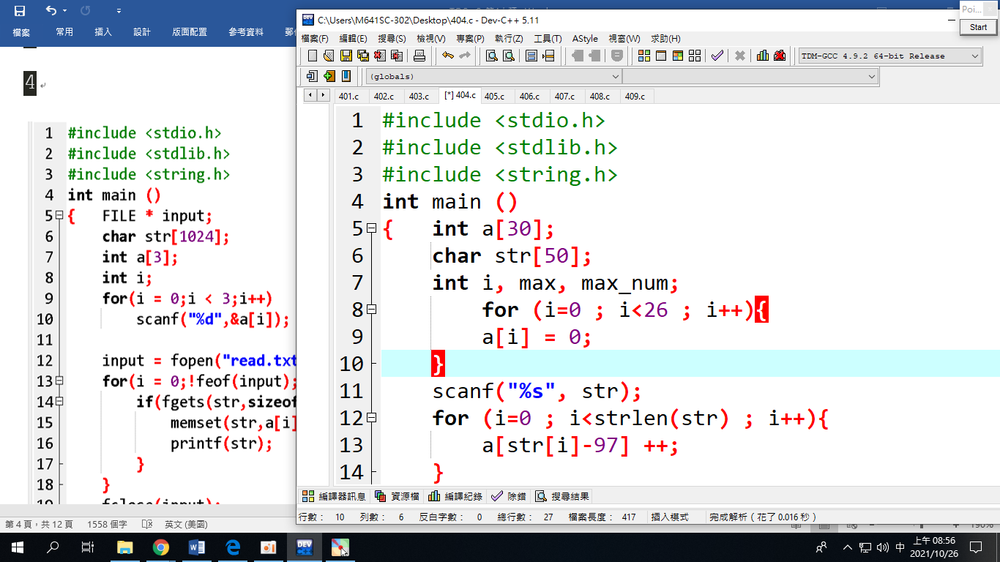 檔案 常用 插入 設計 版面配置 參考資料
4
1 #include <stdio.h>
2 #include <stdlib.h>
3 #include <string.h>
4 int main ()
5 { FILE * input;
6 char str[1024];
7 int a[3];
8 int i;
9 for(i = 0;i < 3;i++)
10 scanf("%d",&a[i]);
11
12 input = fopen("read.txt
13 for(i = 0;!feof(input);
14 if(fgets(str,sizeof
15 memset(str,a[i]
16 printf(str);
17 }
18 }
第 4 頁，共 12 頁 1558 個字 英文 (美國)
C:\Users\M641SC-302\Desktop\404.c - Dev-C++ 5.11
檔案(F) 編輯(E) 搜尋(S) 檢視(V) 專案(P) 執行(Z) 工具(T) AStyle 視窗(W) 求助(H)
TDM-GCC 4.9.2 64-bit Release
(globals)
401.c 402.c 403.c [*] 404.c 405.c 406.c 407.c 408.c 409.c
1 #include <stdio.h>
2 #include <stdlib.h>
3 #include <string.h>
4 int main ()
5 { int a[30];
6 char str[50];
7 int i, max, max_num;
8 for (i=0 ; i<26 ; i++){
9 a[i] = 0;
10 }
11 scanf("%s", str);
12 for (i=0 ; i<strlen(str) ; i++){
13 a[str[i]-97] ++;
14 }
編譯器訊息 資源檔 編譯紀錄 除錯 搜尋結果
行數： 10 列數： 6 反白字數： 0 總行數： 27 檔案長度： 417 插入模式 完成解析 ( 花了 0.016 秒 )
Poi...
Start
中
上午 08:56
2021/10/26